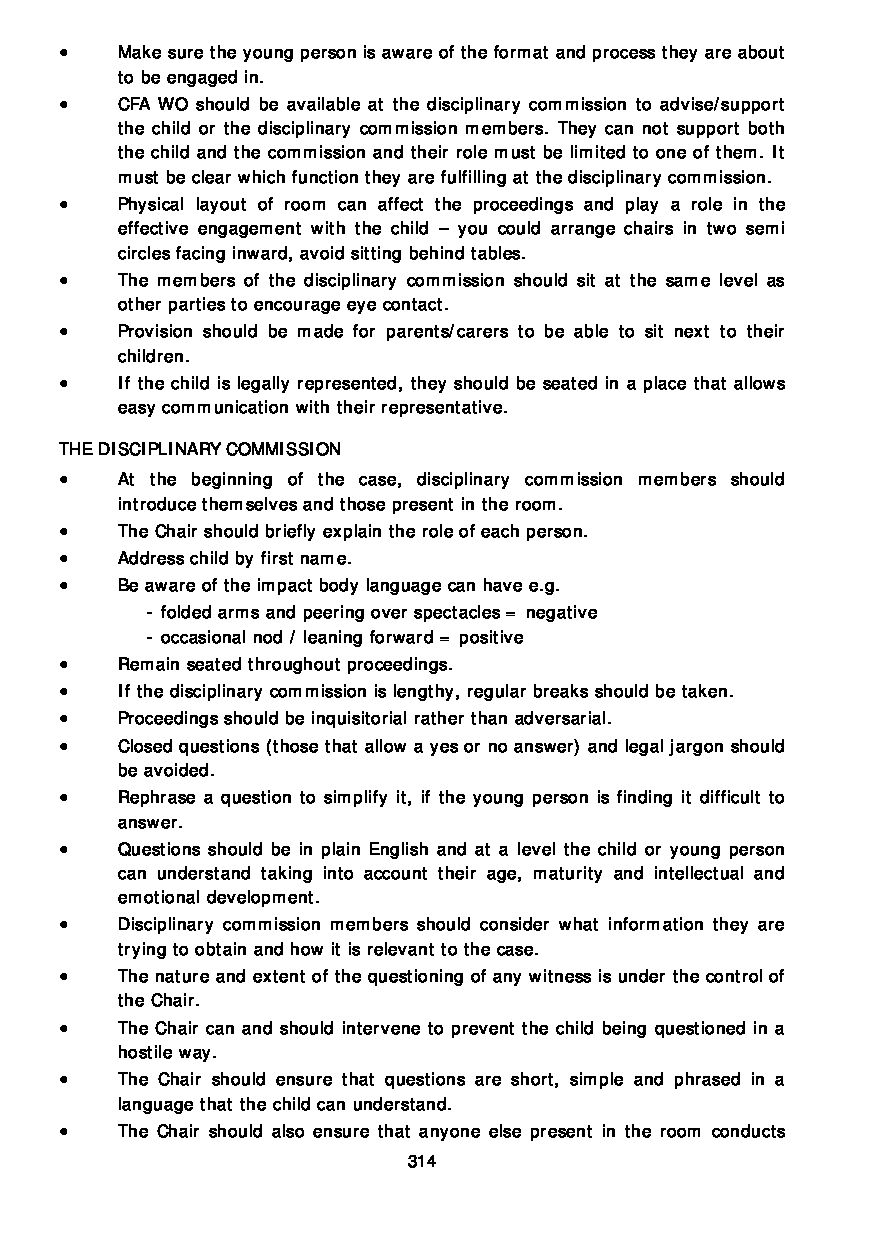 • Make sure the young person is aware of the format and process they are about
to be engaged in.
• CFA WO should be available at the disciplinary commission to advise/support
the child or the disciplinary commission members. They can not support both
the child and the commission and their role must be limited to one of them. It
must be clear which function they are fulfilling at the disciplinary commission.
• Physical layout of room can affect the proceedings and play a role in the
effective engagement with the child – you could arrange chairs in two semi
circles facing inward, avoid sitting behind tables.
• The members of the disciplinary commission should sit at the same level as
other parties to encourage eye contact.
• Provision should be made for parents/carers to be able to sit next to their
children.
• If the child is legally represented, they should be seated in a place that allows
easy communication with their representative.
THE DISCIPLINARY COMMISSION
• At the beginning of the case, disciplinary commission members should
introduce themselves and those present in the room.
• The Chair should briefly explain the role of each person.
• Address child by first name.
• Be aware of the impact body language can have e.g.
- folded arms and peering over spectacles = negative
- occasional nod / leaning forward = positive
• Remain seated throughout proceedings.
• If the disciplinary commission is lengthy, regular breaks should be taken.
• Proceedings should be inquisitorial rather than adversarial.
• Closed questions (those that allow a yes or no answer) and legal jargon should
be avoided.
• Rephrase a question to simplify it, if the young person is finding it difficult to
answer.
• Questions should be in plain English and at a level the child or young person
can understand taking into account their age, maturity and intellectual and
emotional development.
• Disciplinary commission members should consider what information they are
trying to obtain and how it is relevant to the case.
• The nature and extent of the questioning of any witness is under the control of
the Chair.
• The Chair can and should intervene to prevent the child being questioned in a
hostile way.
• The Chair should ensure that questions are short, simple and phrased in a
language that the child can understand.
• The Chair should also ensure that anyone else present in the room conducts
314